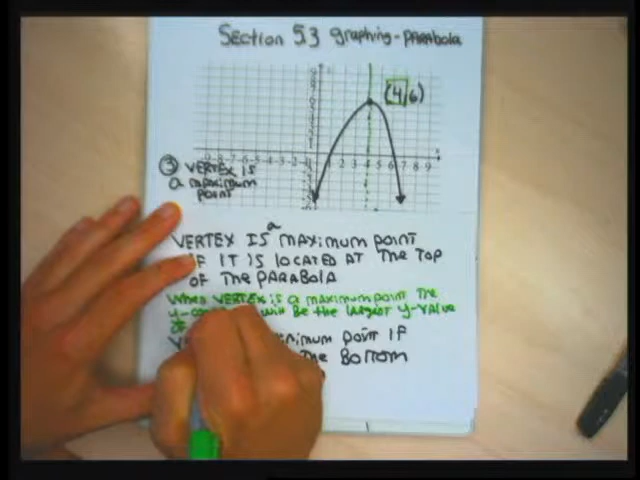 Section 5.3 graphing-parabola
(4,6)
③ VERTEX IS
a maximum
point
VERTEX IS a maximum point
IF IT IS LOCATED AT The TOP
OF The PARABOLA
When VERTEX is a maximum point The
will Be the largest y-value
point IF
The BOTTOM